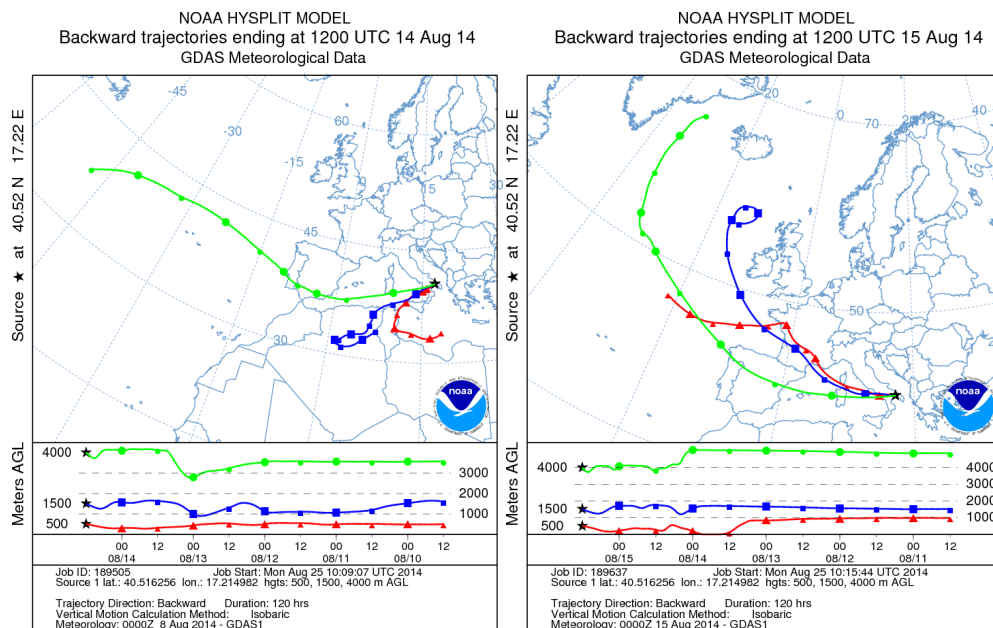 NOAA HYSPLIT MODEL
Backward trajectories ending at 1200 UTC 14 Aug 14
GDAS Meteorological Data
Source ★ at 40.52 N 17.22 E
-45
-30
-15
60
5
30
45
30
noaa
Meters AGL
4000
1500
500
3000
2000
1000
00 12 00 12 00 12 00 12 00 12
08/14 08/13 08/12 08/11 08/10
Job ID: 189505 Job Start: Mon Aug 25 10:09:07 UTC 2014
Source 1 lat.: 40.516256 lon.: 17.214982 hgts: 500, 1500, 4000 m AGL
Trajectory Direction: Backward Duration: 120 hrs
Vertical Motion Calculation Method: Isobaric
Meteorology: 0000Z 8 Aug 2014 - GDAS1
NOAA HYSPLIT MODEL
Backward trajectories ending at 1200 UTC 15 Aug 14
GDAS Meteorological Data
Source ★ at 40.52 N 17.22 E
-20
0
70
40
50
noaa
Meters AGL
4000
1500
500
4000
3000
2000
1000
00 12 00 12 00 12 00 12 00 12
08/15 08/14 08/13 08/12 08/11
Job ID: 189637 Job Start: Mon Aug 25 10:15:44 UTC 2014
Source 1 lat.: 40.516256 lon.: 17.214982 hgts: 500, 1500, 4000 m AGL
Trajectory Direction: Backward Duration: 120 hrs
Vertical Motion Calculation Method: Isobaric
Meteorology: 0000Z 15 Aug 2014 - GDAS1